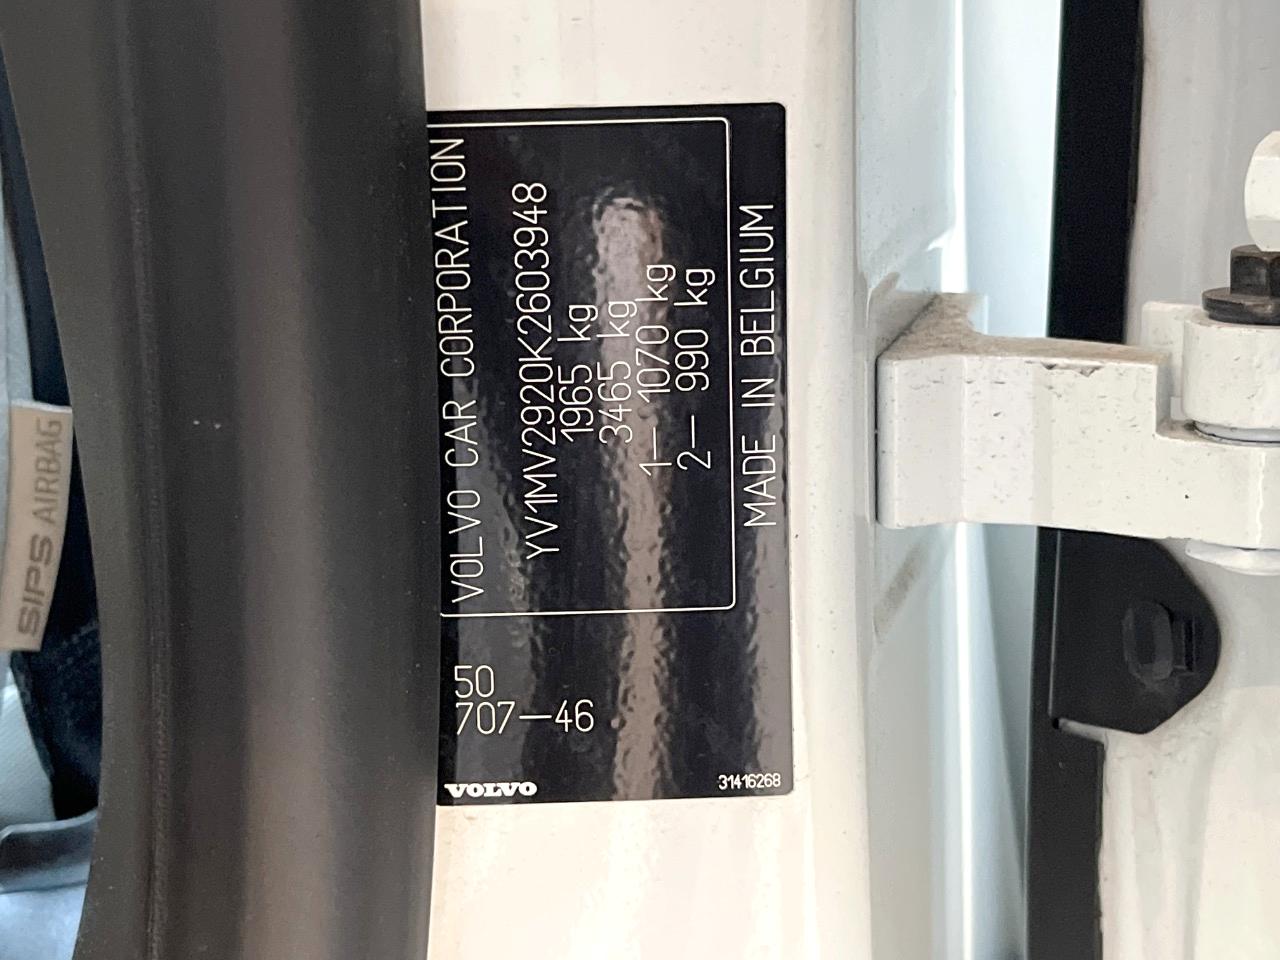 VOLVO CAR CORPORATION
YV1MV2920K2603948
1965 kg
3465 kg
1— 1070 kg
2— 990 kg
MADE IN BELGIUM
50
707—46
VOLVO
31416268
SIPS AIRBAG